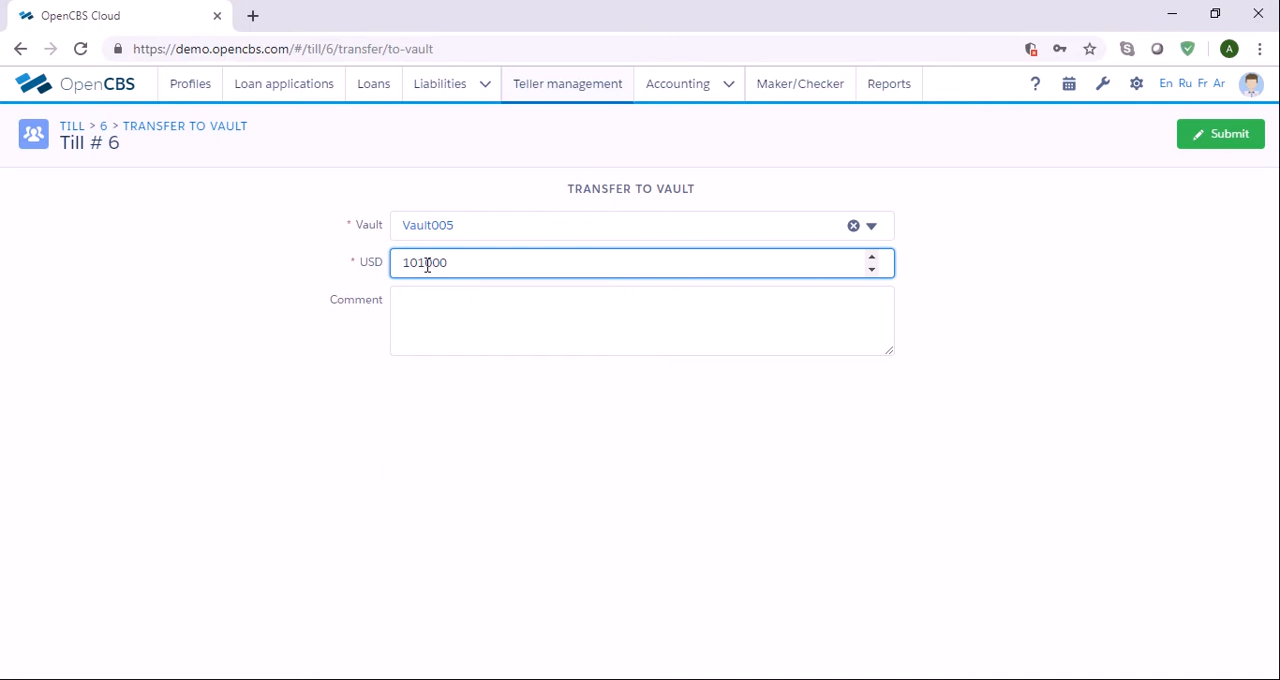 OpenCBS Cloud
https://demo.opencbs.com/#/till/6/transfer/to-vault
A
OpenCBS Profiles Loan applications Loans Liabilities Teller management Accounting Maker/Checker Reports ? En Ru Fr Ar
TILL > 6 > TRANSFER TO VAULT
Till # 6
Submit
TRANSFER TO VAULT
* Vault Vault005
* USD 101000
Comment